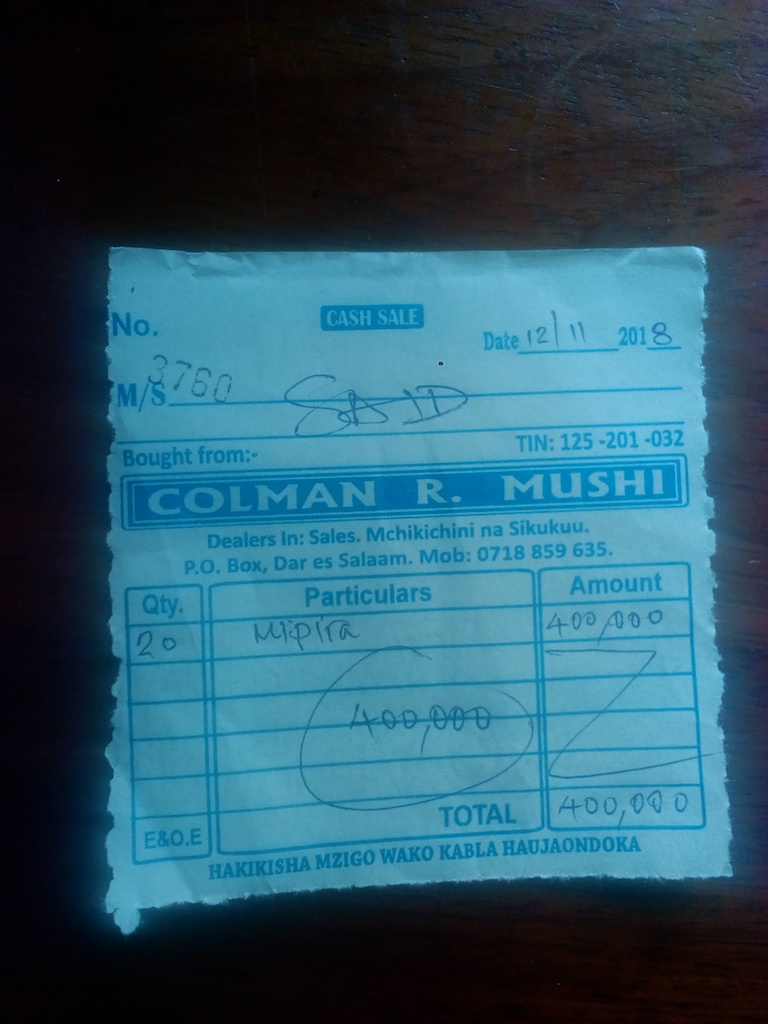 CASH SALE
No. 3760
Date 12/11 2018
M/S SAID
TIN: 125 -201 -032
Bought from:-
COLMAN R. MUSHI
Dealers In: Sales. Mchikichini na Sikukuu.
P.O. Box, Dar es Salaam. Mob: 0718 859 635.
Qty. Particulars Amount
20 Mipira 400,000
400,000
TOTAL 400,000
E&O.E
HAKIKISHA MZIGO WAKO KABLA HAUJAONDOKA